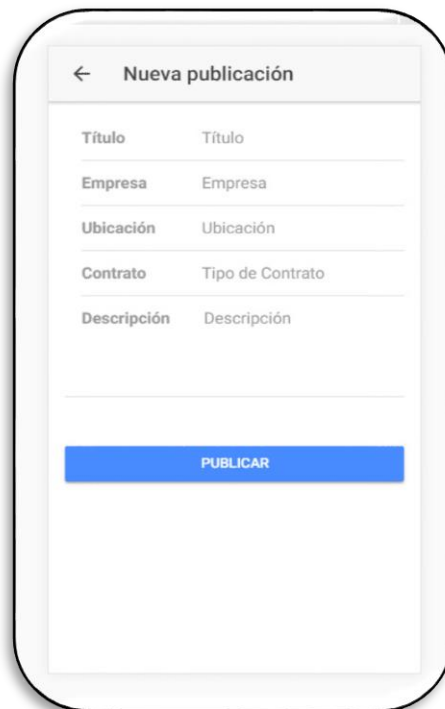 Nueva publicación
Título Título
Empresa Empresa
Ubicación Ubicación
Contrato Tipo de Contrato
Descripción Descripción
PUBLICAR